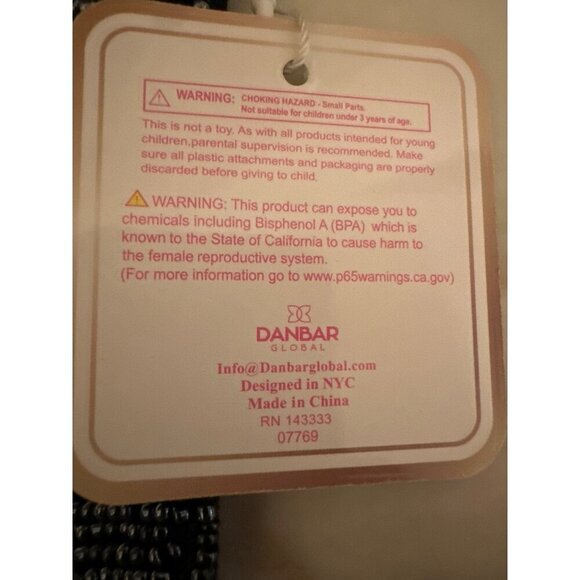 WARNING: CHOKING HAZARD - Small Parts.
Not suitable for children under 3 years of age.
This is not a toy. As with all products intended for young
children,parental supervision is recommended. Make
sure all plastic attachments and packaging are properly
discarded before giving to child.
WARNING: This product can expose you to
chemicals including Bisphenol A (BPA) which is
known to the State of California to cause harm to
the female reproductive system.
(For more information go to www.p65warnings.ca.gov)
DANBAR
GLOBAL
Info@Danbarglobal.com
Designed in NYC
Made in China
RN 143333
07769